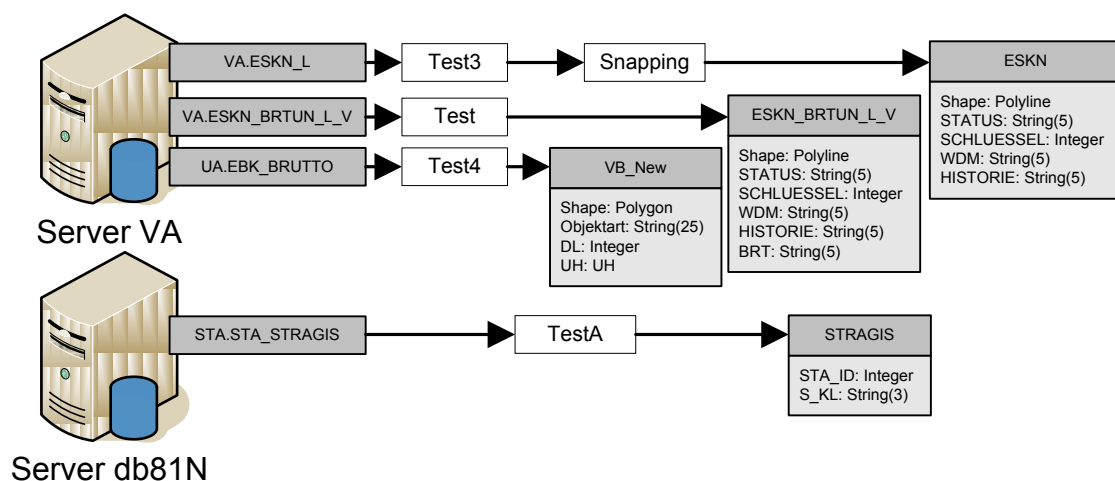 VA.ESKN_L
Test3
Snapping
ESKN
Shape: Polyline
STATUS: String(5)
SCHLUESSEL: Integer
WDM: String(5)
HISTORIE: String(5)
VA.ESKN_BRTUN_L_V
Test
ESKN_BRTUN_L_V
Shape: Polyline
STATUS: String(5)
SCHLUESSEL: Integer
WDM: String(5)
HISTORIE: String(5)
BRT: String(5)
UA.EBK_BRUTTO
Test4
VB_New
Shape: Polygon
Objektart: String(25)
DL: Integer
UH: UH
Server VA
STA.STA_STRAGIS
TestA
STRAGIS
STA_ID: Integer
S_KL: String(3)
Server db81N